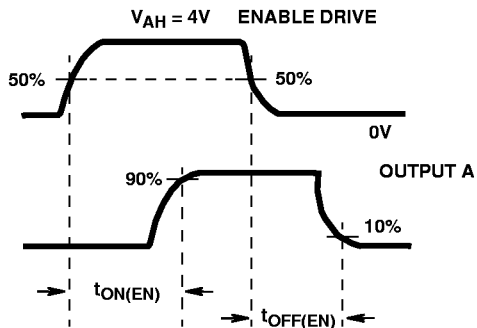 V_AH = 4V ENABLE DRIVE
50% 50%
0V
OUTPUT A
90%
10%
t_ON(EN)
t_OFF(EN)